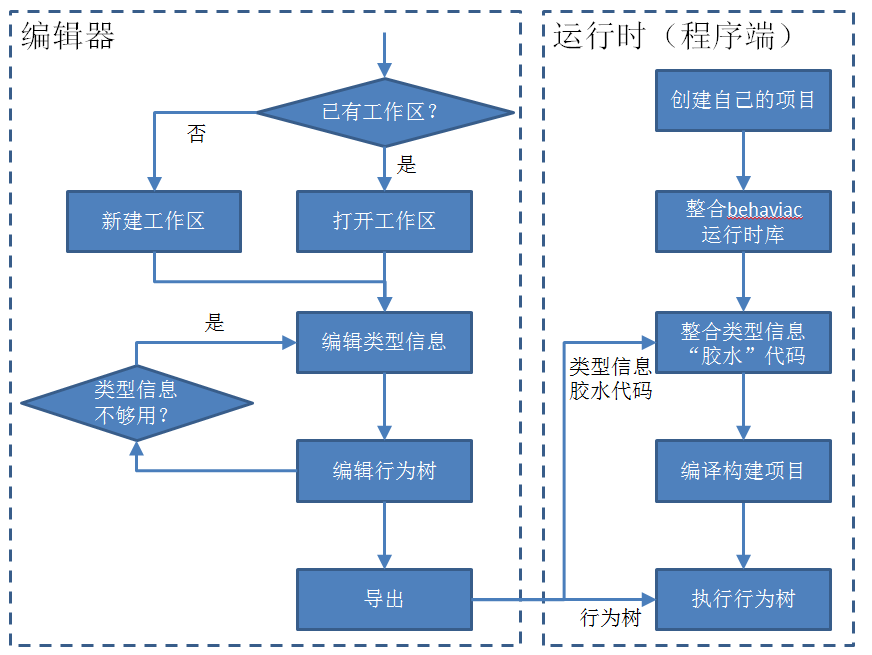 编辑器
已有工作区？
否
是
新建工作区
打开工作区
是
编辑类型信息
类型信息
不够用？
编辑行为树
导出
运行时（程序端）
创建自己的项目
整合behaviac
运行时库
整合类型信息
“胶水”代码
类型信息
胶水代码
编译构建项目
行为树
执行行为树